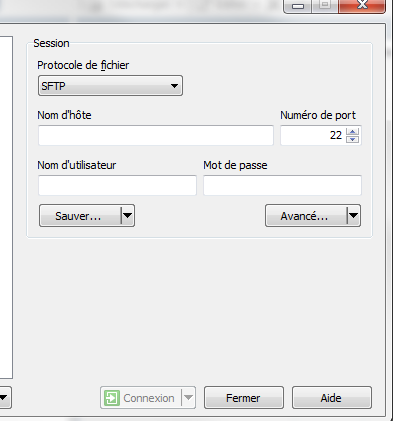 Session
Protocole de fichier
SFTP
Nom d'hôte
Numéro de port
22
Nom d'utilisateur
Mot de passe
Sauver...
Avancé...
Connexion
Fermer
Aide